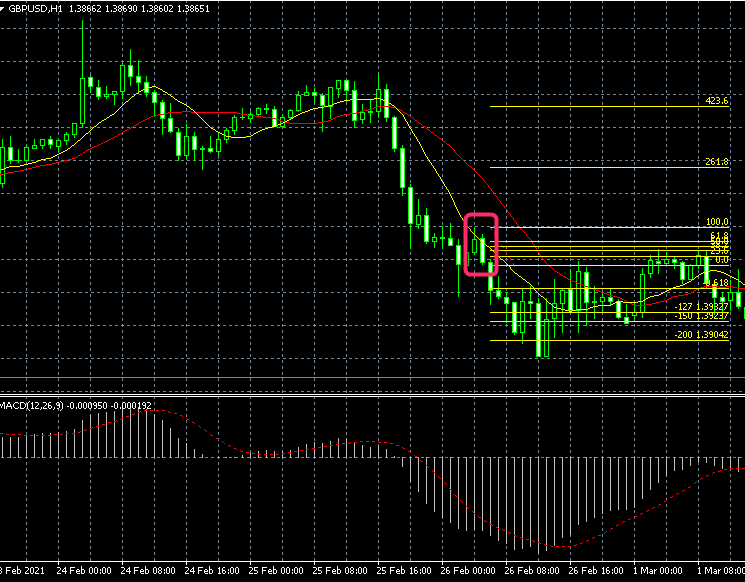 GBPUSD,H1 1.38662 1.38690 1.38602 1.38651
423.6
261.8
100.0
61.8
0.0
-127 1.39327
-150 1.39237
-200 1.39042
MACD(12,26,9) -0.000950 -0.000192
Feb 2021
24 Feb 00:00
24 Feb 08:00
24 Feb 16:00
25 Feb 00:00
25 Feb 08:00
25 Feb 16:00
26 Feb 00:00
26 Feb 08:00
26 Feb 16:00
1 Mar 00:00
1 Mar 08:00